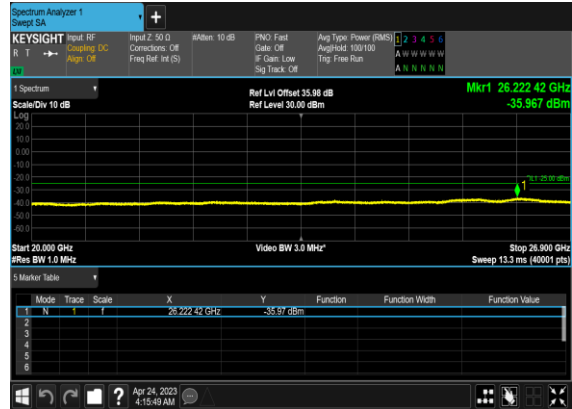 Spectrum Analyzer 1
Swept SA
+
KEYSIGHT Input: RF Input Z: 50 Ω #Atten: 10 dB PNO: Fast Avg Type: Power (RMS) 1 2 3 4 5 6
R T Coupling: DC Corrections: Off Gate: Off Avg|Hold: 100/100 A W W W W W
Align: Off Freq Ref: Int (S) IF Gain: Low Trig: Free Run
Sig Track: Off A N N N N N
1 Spectrum Ref Lvl Offset 35.98 dB Mkr1 26.222 42 GHz
Scale/Div 10 dB Ref Level 30.00 dBm -35.967 dBm
Log
20.0
10.0
0.00
-10.0
-20.0
-30.0
-40.0
-50.0
-60.0
1
Start 20.000 GHz Video BW 3.0 MHz* Stop 26.900 GHz
#Res BW 1.0 MHz Sweep 13.3 ms (40001 pts)
5 Marker Table
Mode Trace Scale X Y Function Function Width Function Value
1 N 1 f 26.222 42 GHz -35.97 dBm
2
3
4
5
6
? Apr 24, 2023
4:15:49 AM